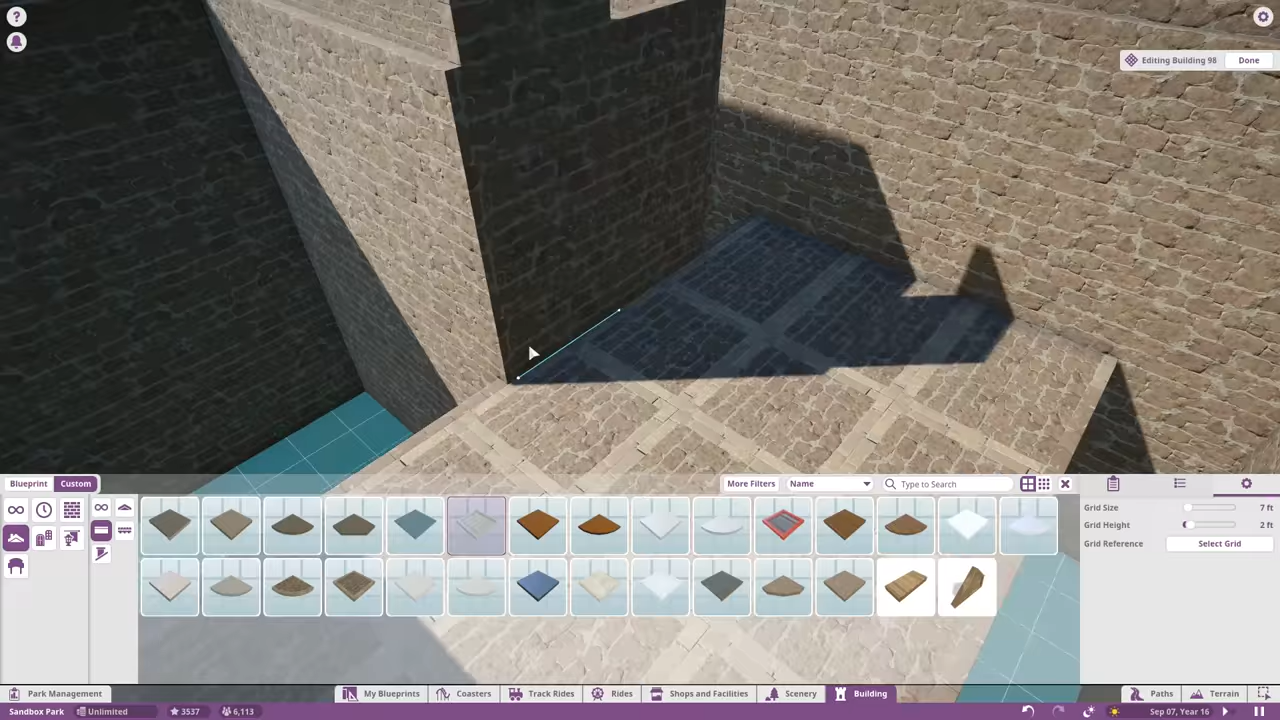 Editing Building 98
Done
Blueprint
Custom
More Filters
Name
Type to Search
Grid Size
7 ft
Grid Height
2 ft
Grid Reference
Select Grid
Park Management
My Blueprints
Coasters
Track Rides
Rides
Shops and Facilities
Scenery
Building
Paths
Terrain
Sandbox Park
Unlimited
3537
6,113
Sep 07, Year 16